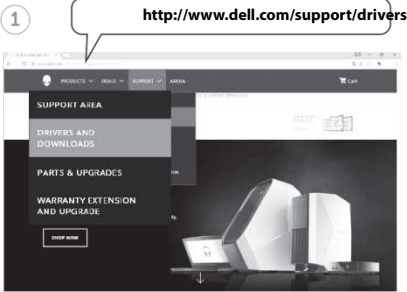 1
http://www.dell.com/support/drivers
PRODUCTS DEALS SUPPORT ARENA
Cart
SUPPORT AREA
DRIVERS AND
DOWNLOADS
PARTS & UPGRADES
WARRANTY EXTENSION
AND UPGRADE
SHOP NOW